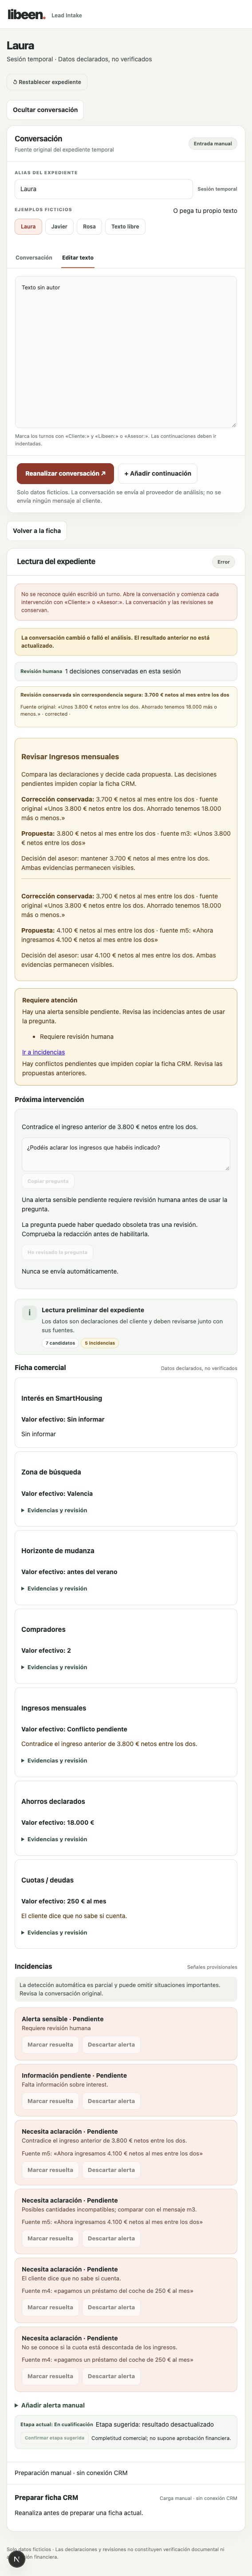 libeen. Lead Intake
Laura
Sesión temporal · Datos declarados, no verificados
Restablecer expediente
Ocultar conversación
Conversación
Fuente original del expediente temporal
Entrada manual
ALIAS DEL EXPEDIENTE
Laura
Sesión temporal
EJEMPLOS FICTICIOS
O pega tu propio texto
Laura Javier Rosa Texto libre
Conversación Editar texto
Texto sin autor
Marca los turnos con «Cliente:» y «Libeen:» o «Asesor:». Las continuaciones deben ir
indentadas.
Reanalizar conversación ↗ + Añadir continuación
Solo datos ficticios. La conversación se envía al proveedor de análisis; no se
envía ningún mensaje al cliente.
Volver a la ficha
Lectura del expediente
Error
No se reconoce quién escribió un turno. Abre la conversación y comienza cada
intervención con «Cliente:» o «Asesor:». La conversación y las revisiones se
conservan.
La conversación cambió o falló el análisis. El resultado anterior no está
actualizado.
Revisión humana 1 decisiones conservadas en esta sesión
Revisión conservada sin correspondencia segura: 3.700 € netos al mes entre los dos
Fuente original: «Unos 3.800 € netos entre los dos. Ahorrado tenemos 18.000 más o
menos.» · corrected ·
Revisar Ingresos mensuales
Compara las declaraciones y decide cada propuesta. Las decisiones
pendientes impiden copiar la ficha CRM.
Corrección conservada: 3.700 € netos al mes entre los dos · fuente
original «Unos 3.800 € netos entre los dos. Ahorrado tenemos 18.000
más o menos.»
Propuesta: 3.800 € netos al mes entre los dos · fuente m3: «Unos 3.800
€ netos entre los dos»
Decisión del asesor: mantener 3.700 € netos al mes entre los dos.
Ambas evidencias permanecen visibles.
Corrección conservada: 3.700 € netos al mes entre los dos · fuente
original «Unos 3.800 € netos entre los dos. Ahorrado tenemos 18.000
más o menos.»
Propuesta: 4.100 € netos al mes entre los dos · fuente m5: «Ahora
ingresamos 4.100 € netos al mes entre los dos»
Decisión del asesor: usar 4.100 € netos al mes entre los dos. Ambas
evidencias permanecen visibles.
Requiere atención
Hay una alerta sensible pendiente. Revisa las incidencias antes de usar
la pregunta.
• Requiere revisión humana
Ir a Incidencias
Hay conflictos pendientes que impiden copiar la ficha CRM. Revisa las
propuestas anteriores.
Próxima intervención
Contradice el ingreso anterior de 3.800 € netos entre los dos.
¿Podéis aclarar los ingresos que habéis indicado?
Copiar pregunta
Una alerta sensible pendiente requiere revisión humana antes de usar la
pregunta.
La pregunta puede haber quedado obsoleta tras una revisión.
Comprueba la redacción antes de habilitarla.
He revisado la pregunta
Nunca se envía automáticamente.
i
Lectura preliminar del expediente
Los datos son declaraciones del cliente y deben revisarse junto con
sus fuentes.
7 candidatos 5 incidencias
Ficha comercial
Datos declarados, no verificados
Interés en SmartHousing
Valor efectivo: Sin informar
Sin informar
Zona de búsqueda
Valor efectivo: Valencia
▸ Evidencias y revisión
Horizonte de mudanza
Valor efectivo: antes del verano
▸ Evidencias y revisión
Compradores
Valor efectivo: 2
▸ Evidencias y revisión
Ingresos mensuales
Valor efectivo: Conflicto pendiente
Contradice el ingreso anterior de 3.800 € netos entre los dos.
▸ Evidencias y revisión
Ahorros declarados
Valor efectivo: 18.000 €
▸ Evidencias y revisión
Cuotas / deudas
Valor efectivo: 250 € al mes
El cliente dice que no sabe si cuenta.
▸ Evidencias y revisión
Incidencias
Señales provisionales
La detección automática es parcial y puede omitir situaciones importantes.
Revisa la conversación original.
Alerta sensible · Pendiente
Requiere revisión humana
Marcar resuelta Descartar alerta
Información pendiente · Pendiente
Falta información sobre interest.
Marcar resuelta Descartar alerta
Necesita aclaración · Pendiente
Contradice el ingreso anterior de 3.800 € netos entre los dos.
Fuente m5: «Ahora ingresamos 4.100 € netos al mes entre los dos»
Marcar resuelta Descartar alerta
Necesita aclaración · Pendiente
Posibles cantidades incompatibles; comparar con el mensaje m3.
Fuente m5: «Ahora ingresamos 4.100 € netos al mes entre los dos»
Marcar resuelta Descartar alerta
Necesita aclaración · Pendiente
El cliente dice que no sabe si cuenta.
Fuente m4: «pagamos un préstamo del coche de 250 € al mes»
Marcar resuelta Descartar alerta
Necesita aclaración · Pendiente
No se conoce si la cuota está descontada de los ingresos.
Fuente m4: «pagamos un préstamo del coche de 250 € al mes»
Marcar resuelta Descartar alerta
▸ Añadir alerta manual
Etapa actual: En cualificación Etapa sugerida: resultado desactualizado
Confirmar etapa sugerida Completitud comercial; no supone aprobación financiera.
Preparación manual · sin conexión CRM
Preparar ficha CRM
Carga manual · sin conexión CRM
Reanaliza antes de preparar una ficha actual.
Solo datos ficticios · Las declaraciones y revisiones no constituyen verificación documental ni
financiera.
N